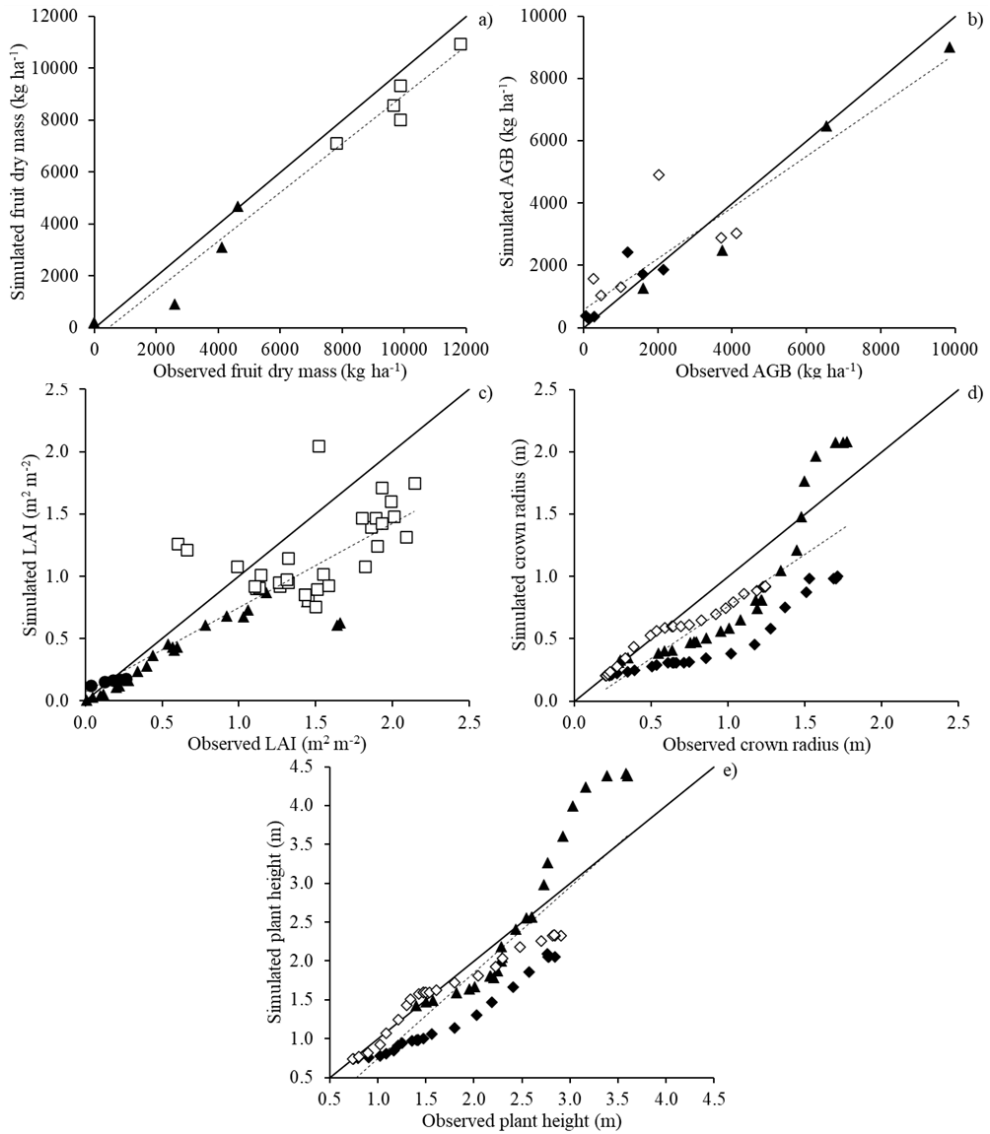 a)
12000
10000
8000
6000
4000
2000
0
Simulated fruit dry mass (kg ha⁻¹)
0 2000 4000 6000 8000 10000 12000
Observed fruit dry mass (kg ha⁻¹)
b)
10000
8000
6000
4000
2000
0
Simulated AGB (kg ha⁻¹)
0 2000 4000 6000 8000 10000
Observed AGB (kg ha⁻¹)
c)
2.5
2.0
1.5
1.0
0.5
0.0
Simulated LAI (m² m⁻²)
0.0 0.5 1.0 1.5 2.0 2.5
Observed LAI (m² m⁻²)
d)
2.5
2.0
1.5
1.0
0.5
0.0
Simulated crown radius (m)
0.0 0.5 1.0 1.5 2.0 2.5
Observed crown radius (m)
e)
4.5
4.0
3.5
3.0
2.5
2.0
1.5
1.0
0.5
Simulated plant height (m)
0.5 1.0 1.5 2.0 2.5 3.0 3.5 4.0 4.5
Observed plant height (m)